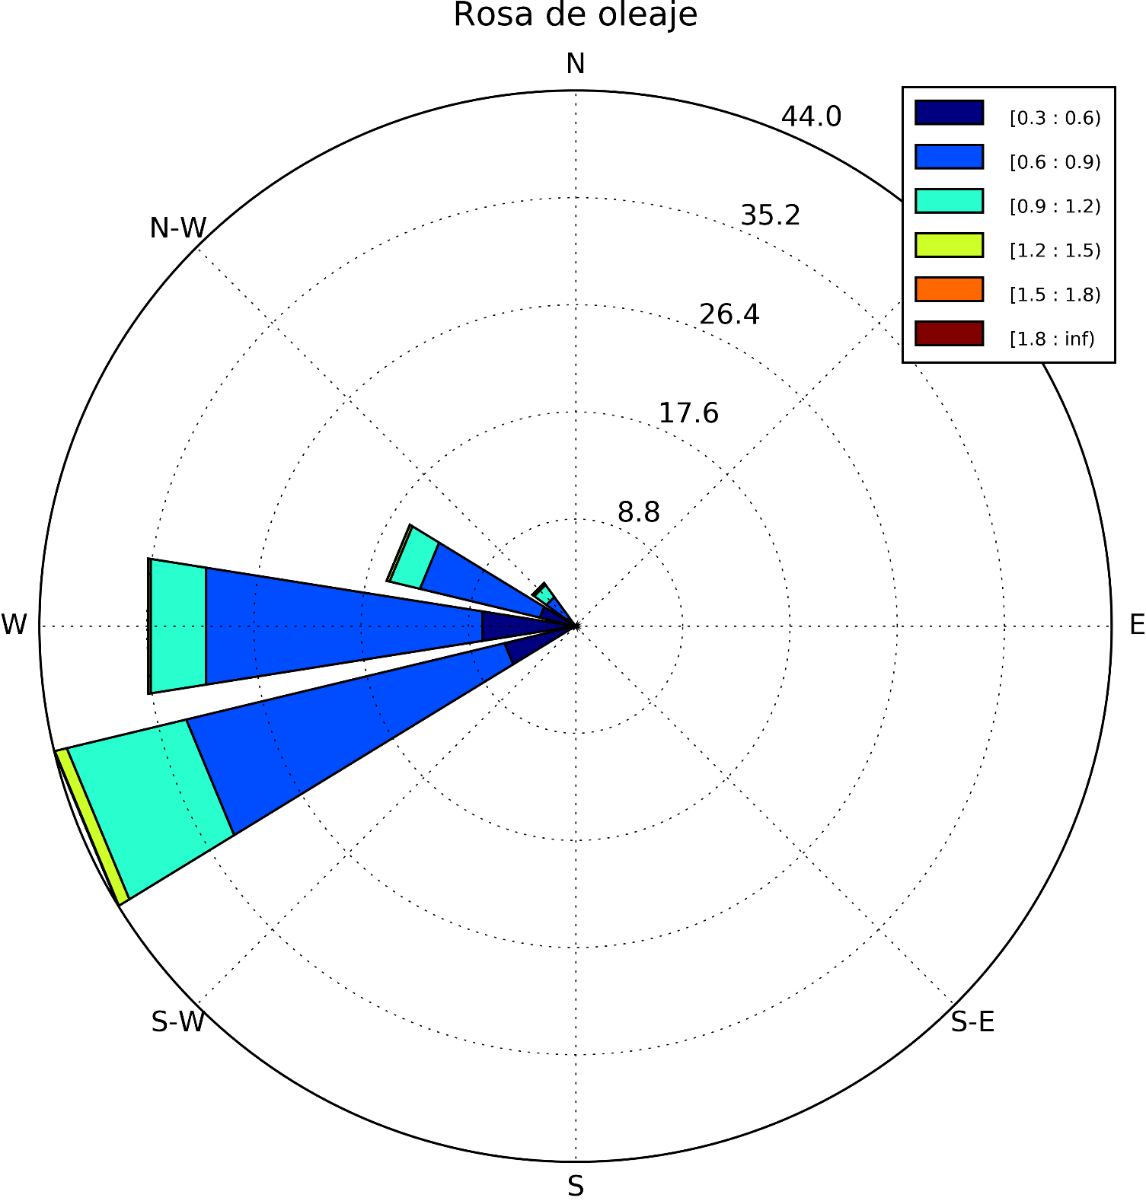 Rosa de oleaje
N
44.0
[0.3 : 0.6)
[0.6 : 0.9)
[0.9 : 1.2)
[1.2 : 1.5)
[1.5 : 1.8)
[1.8 : inf)
35.2
N-W
26.4
17.6
8.8
W
E
S-W
S-E
S